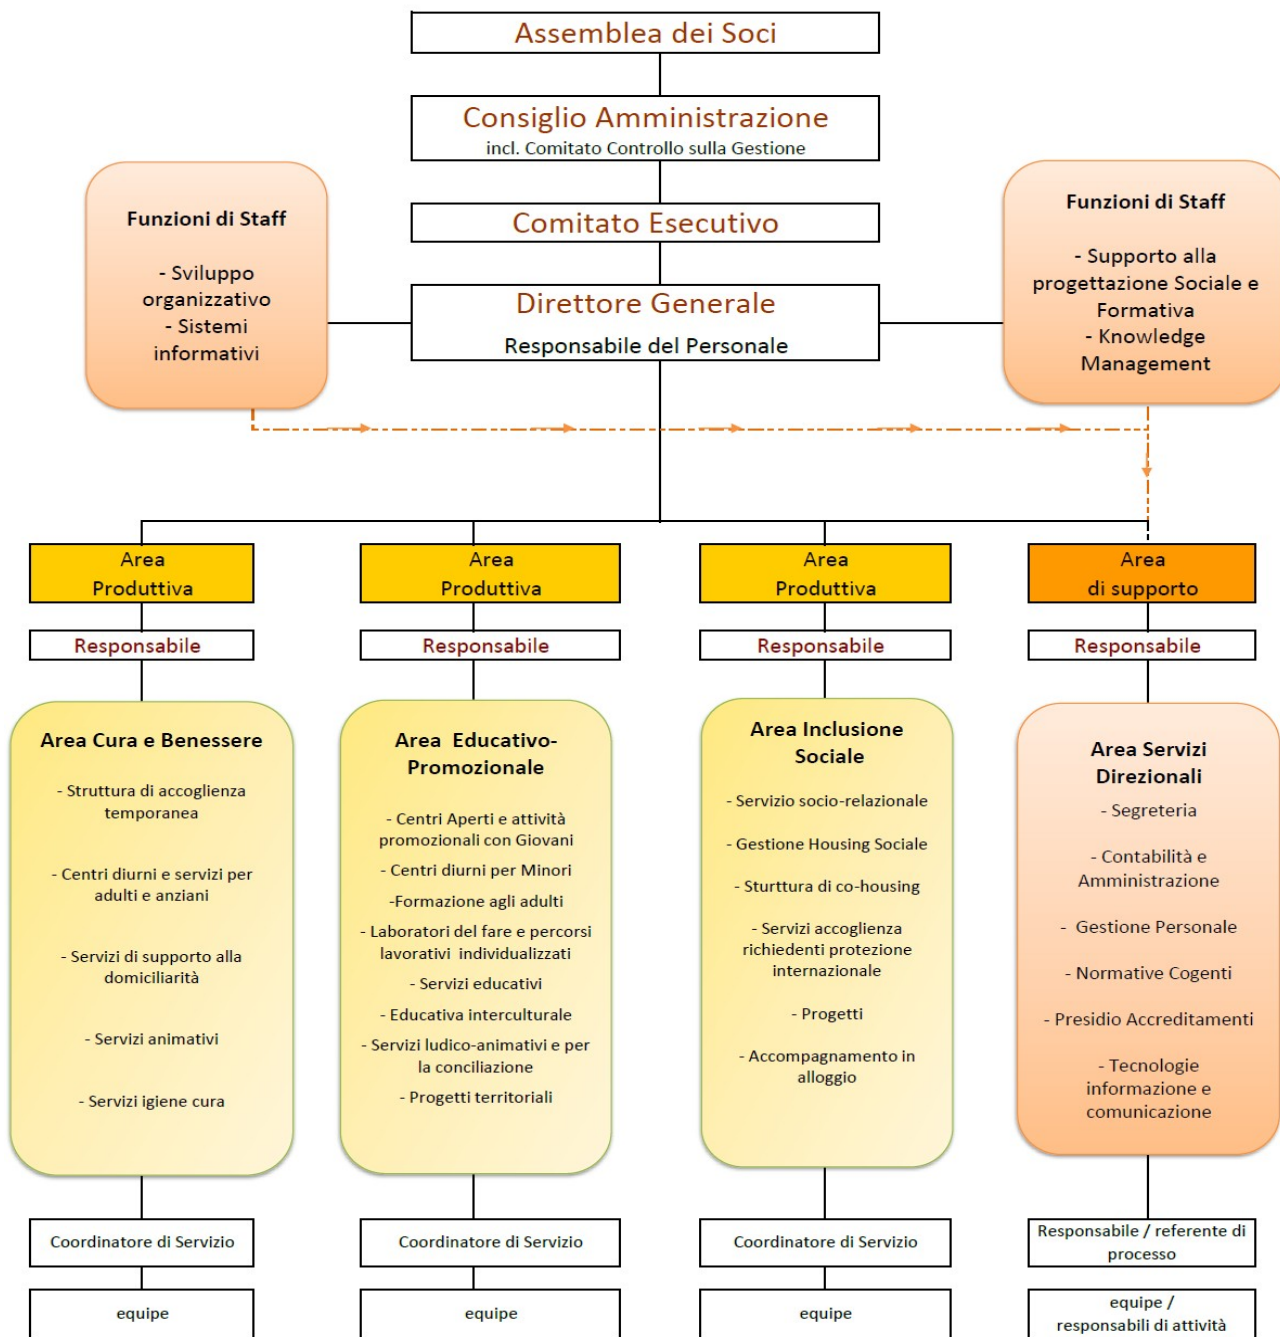 Assemblea dei Soci
Consiglio Amministrazione
incl. Comitato Controllo sulla Gestione
Comitato Esecutivo
Direttore Generale
Responsabile del Personale
Funzioni di Staff
- Sviluppo
organizzativo
- Sistemi
informativi
Funzioni di Staff
- Supporto alla
progettazione Sociale e
Formativa
- Knowledge
Management
Area
Produttiva
Responsabile
Area Cura e Benessere
- Struttura di accoglienza
temporanea
- Centri diurni e servizi per
adulti e anziani
- Servizi di supporto alla
domiciliarità
- Servizi animativi
- Servizi igiene cura
Coordinatore di Servizio
equipe
Area
Produttiva
Responsabile
Area Educativo-
Promozionale
- Centri Aperti e attività
promozionali con Giovani
- Centri diurni per Minori
-Formazione agli adulti
- Laboratori del fare e percorsi
lavorativi individualizzati
- Servizi educativi
- Educativa interculturale
- Servizi ludico-animativi e per
la conciliazione
- Progetti territoriali
Coordinatore di Servizio
equipe
Area
Produttiva
Responsabile
Area Inclusione
Sociale
- Servizio socio-relazionale
- Gestione Housing Sociale
- Sturttura di co-housing
- Servizi accoglienza
richiedenti protezione
internazionale
- Progetti
- Accompagnamento in
alloggio
Coordinatore di Servizio
equipe
Area
di supporto
Responsabile
Area Servizi
Direzionali
- Segreteria
- Contabilità e
Amministrazione
- Gestione Personale
- Normative Cogenti
- Presidio Accreditamenti
- Tecnologie
informazione e
comunicazione
Responsabile / referente di
processo
equipe /
responsabili di attività